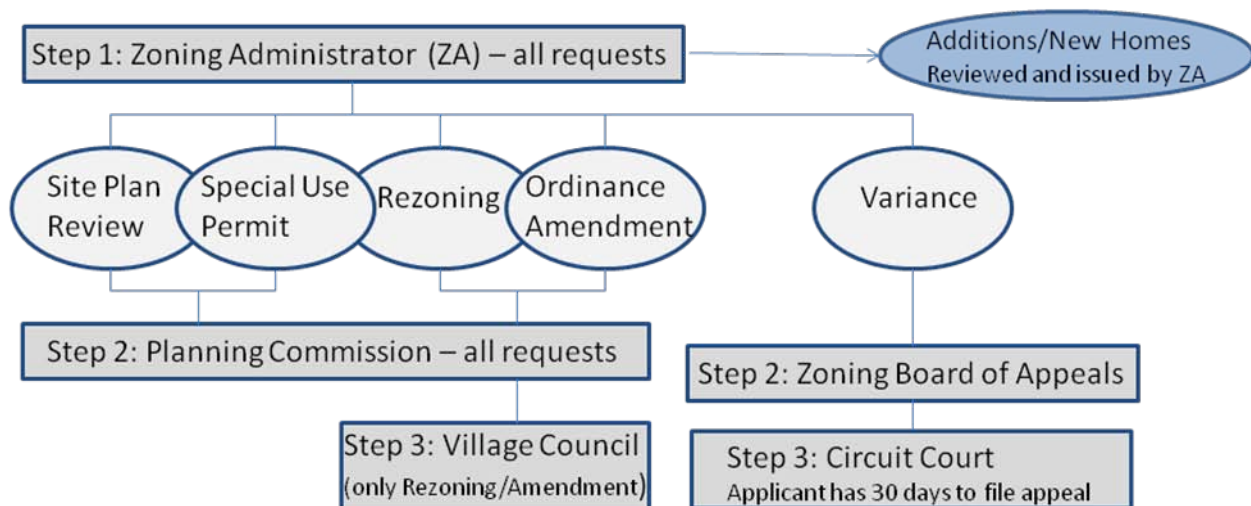 Step 1: Zoning Administrator (ZA) – all requests
Additions/New Homes
Reviewed and issued by ZA
Site Plan
Review
Special Use
Permit
Rezoning
Ordinance
Amendment
Variance
Step 2: Planning Commission – all requests
Step 2: Zoning Board of Appeals
Step 3: Village Council
(only Rezoning/Amendment)
Step 3: Circuit Court
Applicant has 30 days to file appeal